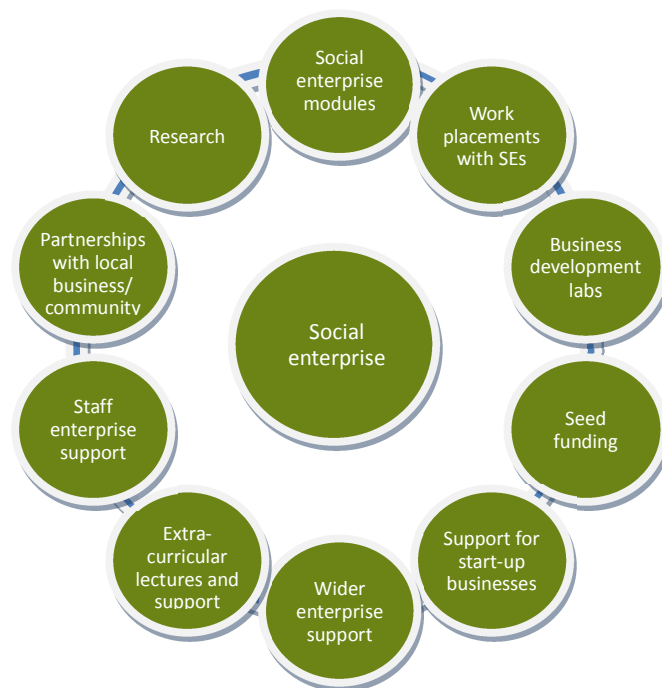 Social
enterprise
modules
Work
placements
with SEs
Business
development
labs
Seed
funding
Support for
start-up
businesses
Wider
enterprise
support
Extra-
curricular
lectures and
support
Staff
enterprise
support
Partnerships
with local
business/
community
Research
Social
enterprise